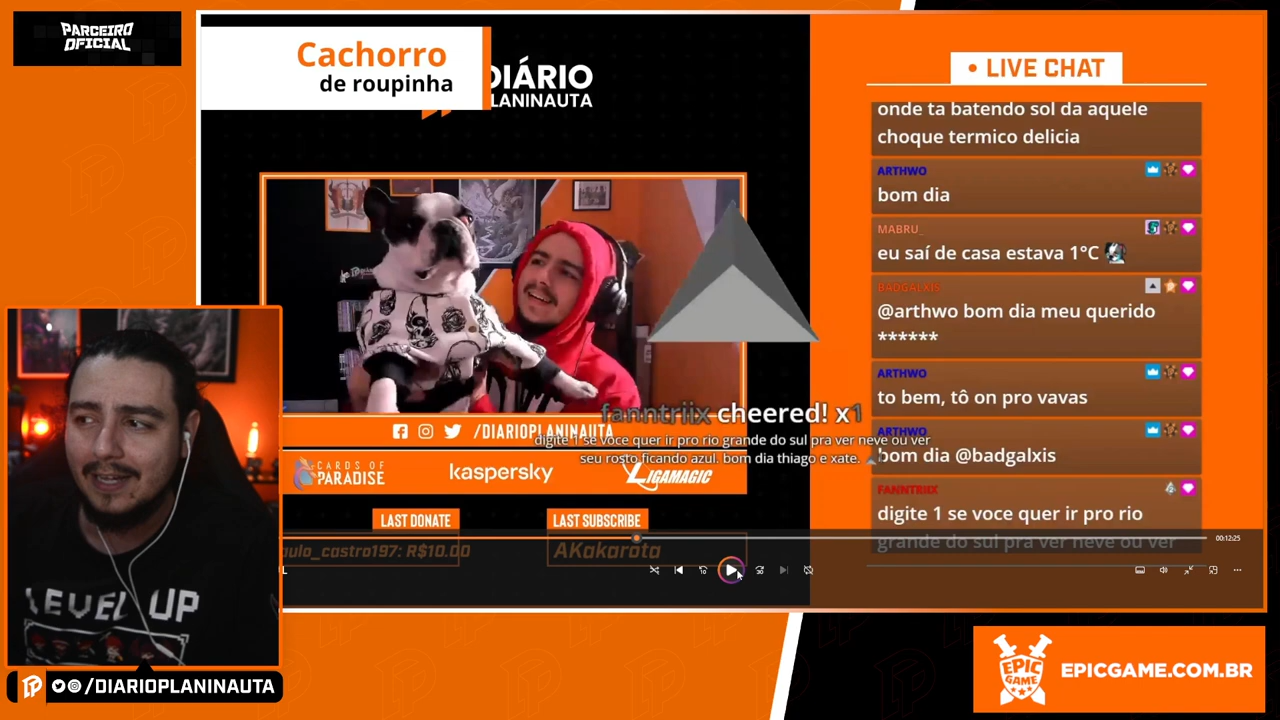 PARCEIRO
OFICIAL
Cachorro
de roupinha
DIÁRIO
PLANINAUTA
• LIVE CHAT
onde ta batendo sol da aquele
choque termico delicia
ARTHWO
bom dia
MABRU_
eu saí de casa estava 1°C
BADGALXIS
@arthwo bom dia meu querido
******
ARTHWO
to bem, tô on pro vavas
ARTHWO
bom dia @badgalxis
FANNTRIIX
digite 1 se voce quer ir pro rio
grande do sul pra ver neve ou ver
fanntriix cheered! x1
digite 1 se voce quer ir pro rio grande do sul pra ver neve ou ver
seu rosto ficando azul. bom dia thiago e xate.
/DIARIOPLANINAUTA
CARDS OF
PARADISE
kaspersky
LIGAMAGIC
LAST DONATE
LAST SUBSCRIBE
aulo_castro197: R$10.00
AKakarota
00:12:25
LEVEL UP
/DIARIOPLANINAUTA
EPIC
GAME
EPICGAME.COM.BR